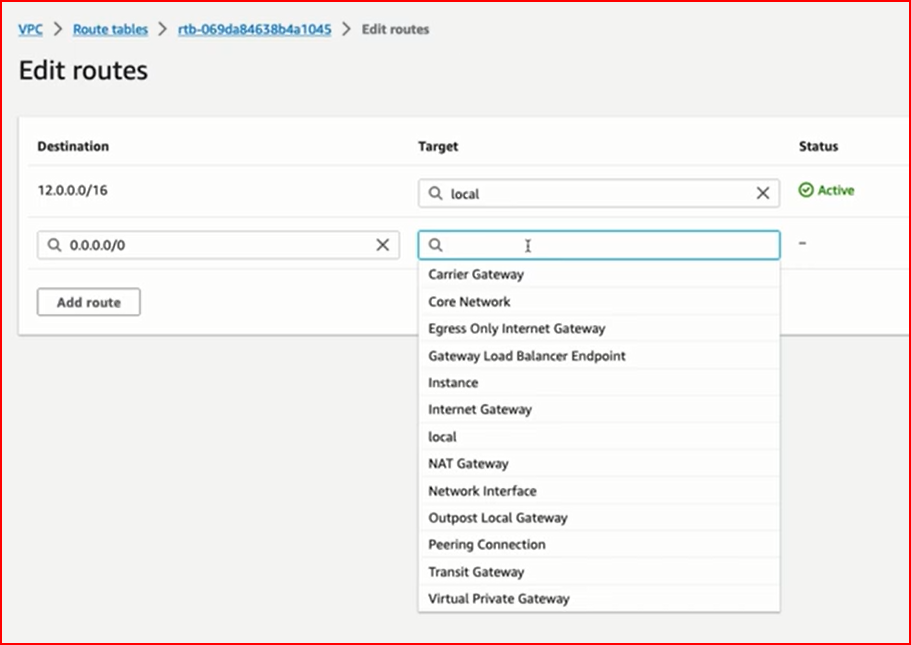 VPC > Route tables > rtb-069da84638b4a1045 > Edit routes
Edit routes
Destination Target Status
12.0.0.0/16 local Active
0.0.0.0/0 –
Add route
Carrier Gateway
Core Network
Egress Only Internet Gateway
Gateway Load Balancer Endpoint
Instance
Internet Gateway
local
NAT Gateway
Network Interface
Outpost Local Gateway
Peering Connection
Transit Gateway
Virtual Private Gateway